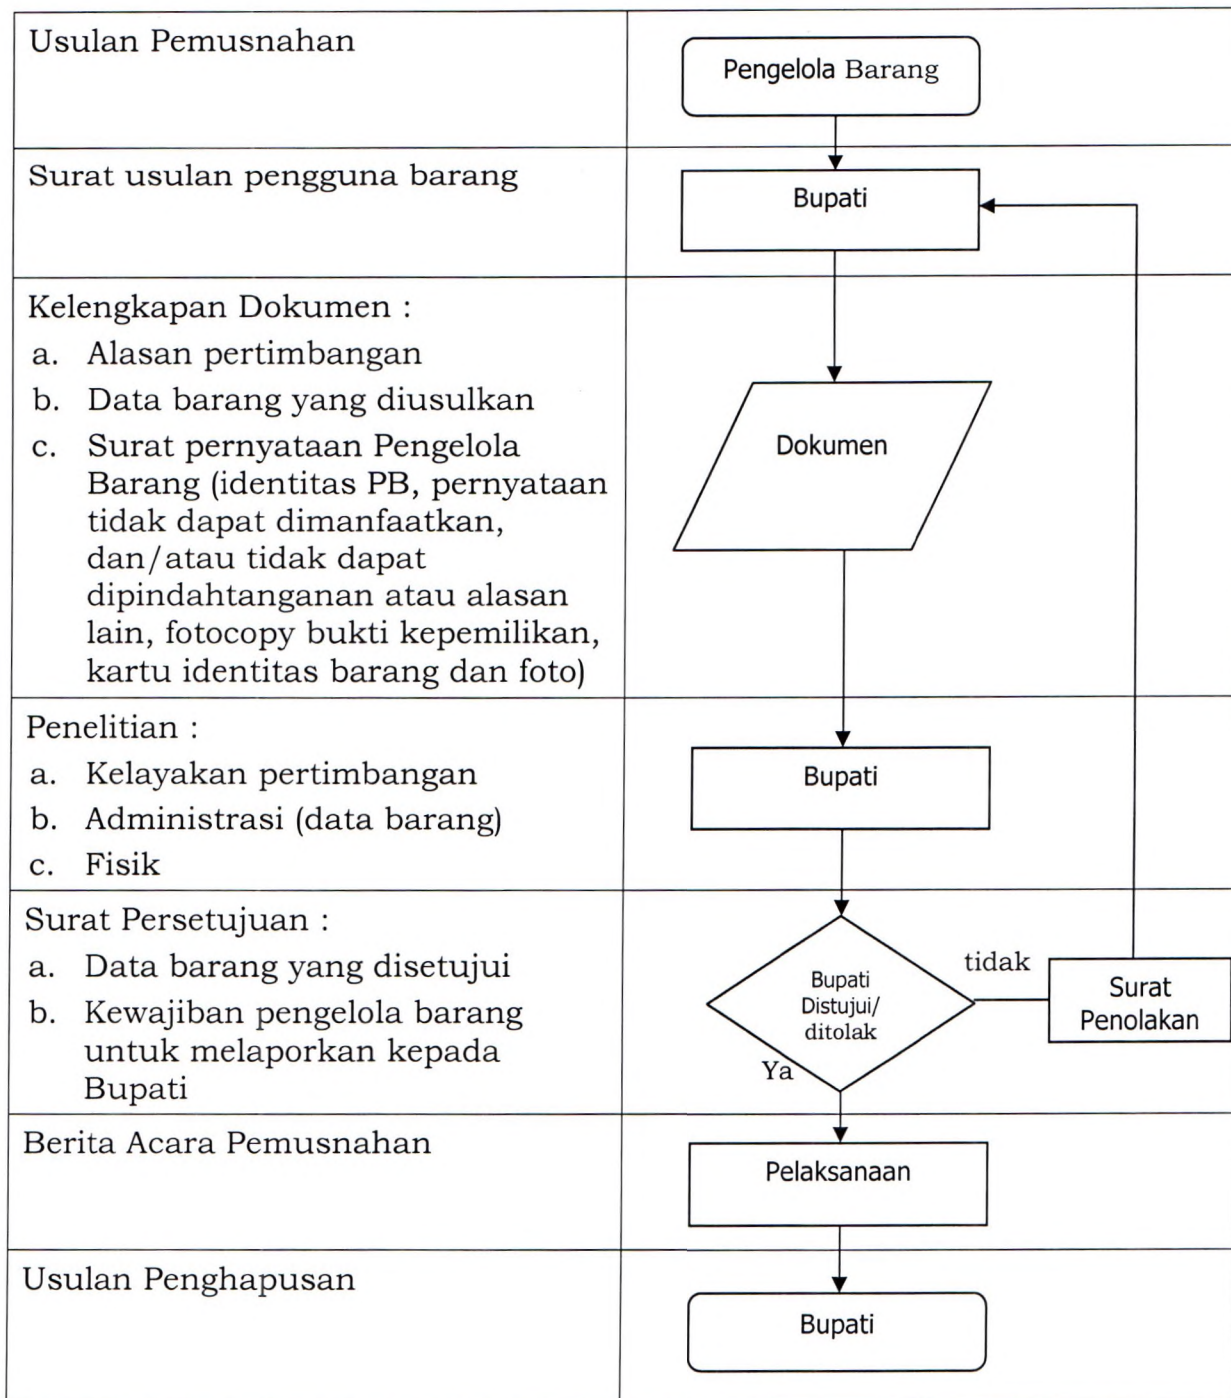 Usulan Pemusnahan
Pengelola Barang
Surat usulan pengguna barang
Bupati
Kelengkapan Dokumen :
a. Alasan pertimbangan
b. Data barang yang diusulkan
c. Surat pernyataan Pengelola
Barang (identitas PB, pernyataan
tidak dapat dimanfaatkan,
dan/atau tidak dapat
dipindahtanganan atau alasan
lain, fotocopy bukti kepemilikan,
kartu identitas barang dan foto)
Dokumen
Penelitian :
a. Kelayakan pertimbangan
b. Administrasi (data barang)
c. Fisik
Bupati
Surat Persetujuan :
a. Data barang yang disetujui
b. Kewajiban pengelola barang
untuk melaporkan kepada
Bupati
Bupati
Distujui/
ditolak
tidak
Surat
Penolakan
Ya
Berita Acara Pemusnahan
Pelaksanaan
Usulan Penghapusan
Bupati